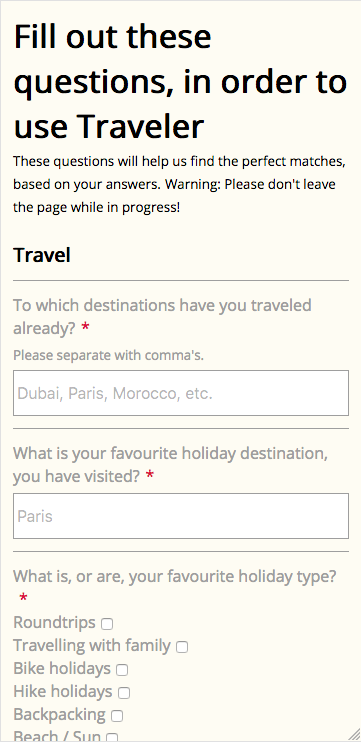 Fill out these
questions, in order to
use Traveler
These questions will help us find the perfect matches,
based on your answers. Warning: Please don't leave
the page while in progress!
Travel
To which destinations have you traveled
already? *
Please separate with comma's.
Dubai, Paris, Morocco, etc.
What is your favourite holiday destination,
you have visited? *
Paris
What is, or are, your favourite holiday type?
*
Roundtrips
Travelling with family
Bike holidays
Hike holidays
Backpacking
Beach / Sun